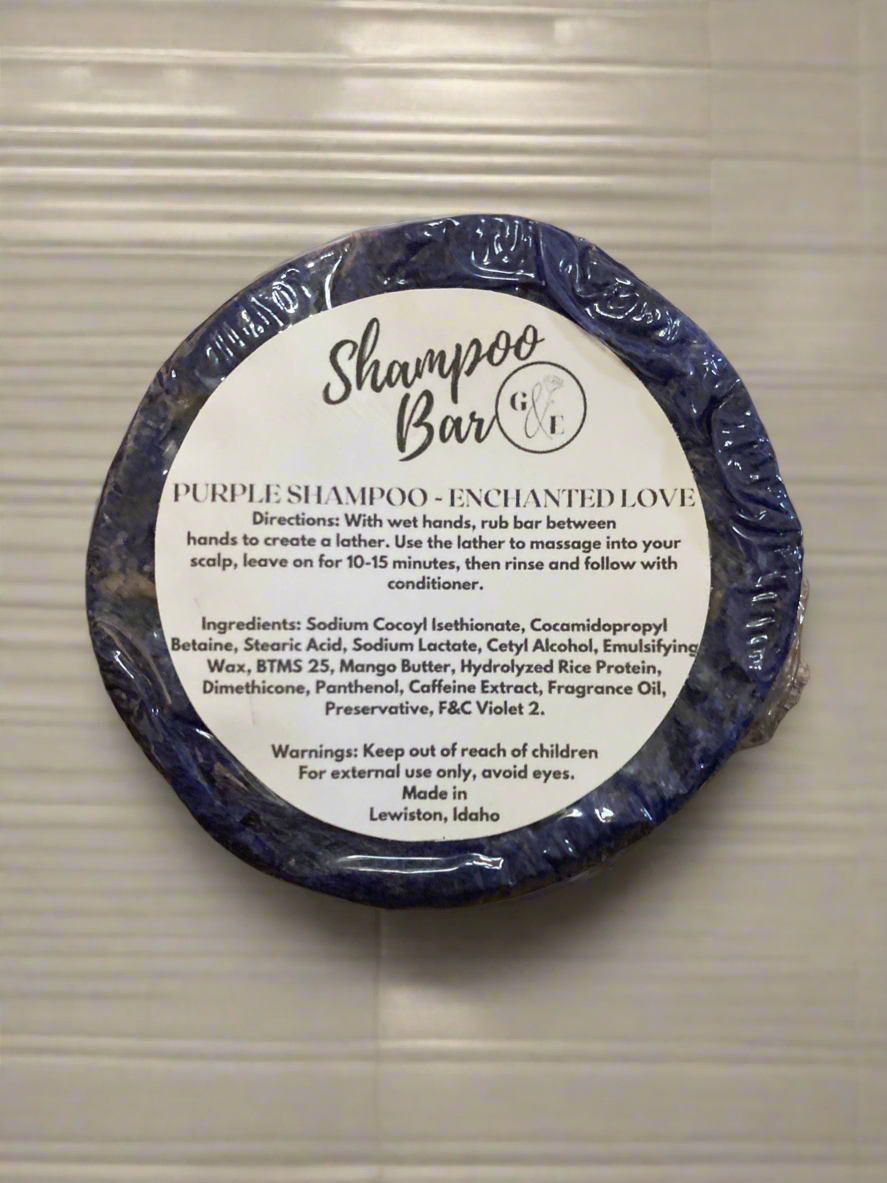 Shampoo
Bar
G & E
PURPLE SHAMPOO - ENCHANTED LOVE
Directions: With wet hands, rub bar between
hands to create a lather. Use the lather to massage into your
scalp, leave on for 10-15 minutes, then rinse and follow with
conditioner.
Ingredients: Sodium Cocoyl Isethionate, Cocamidopropyl
Betaine, Stearic Acid, Sodium Lactate, Cetyl Alcohol, Emulsifying
Wax, BTMS 25, Mango Butter, Hydrolyzed Rice Protein,
Dimethicone, Panthenol, Caffeine Extract, Fragrance Oil,
Preservative, F&C Violet 2.
Warnings: Keep out of reach of children
For external use only, avoid eyes.
Made in
Lewiston, Idaho